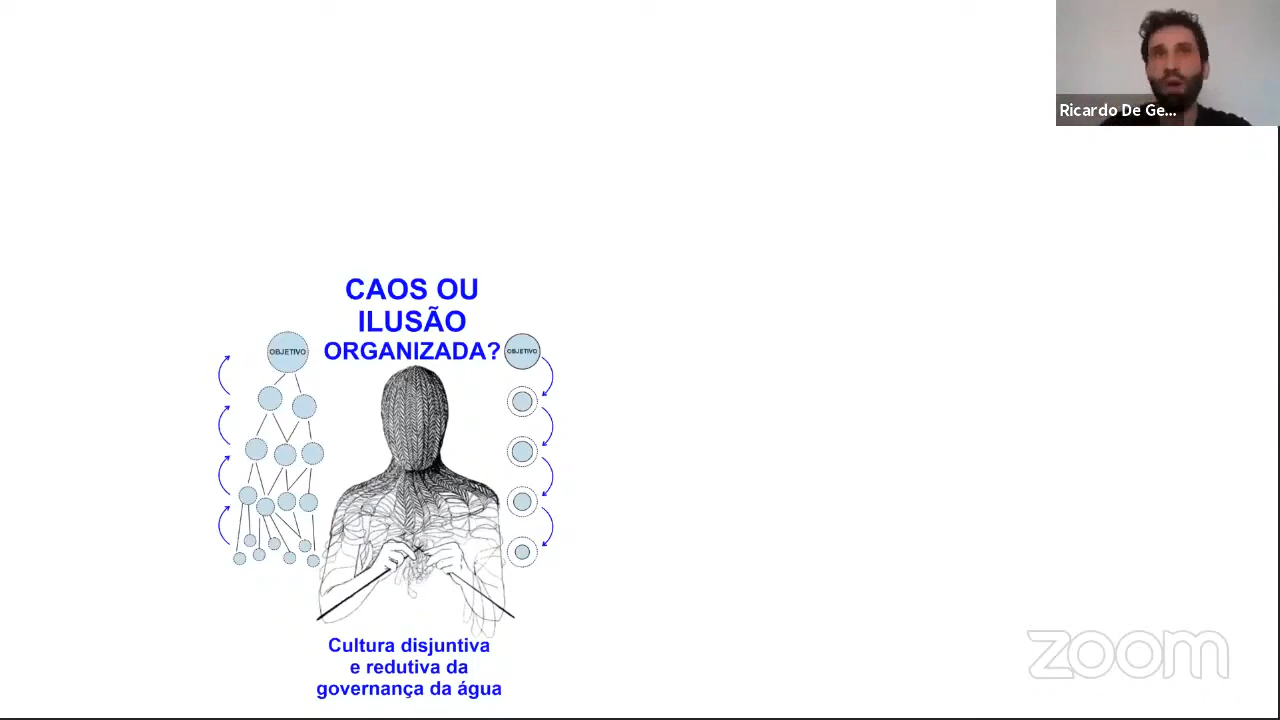 Ricardo De Ge...
CAOS OU
ILUSÃO
ORGANIZADA?
OBJETIVO
OBJETIVO
Cultura disjuntiva
e redutiva da
governança da água
zoom